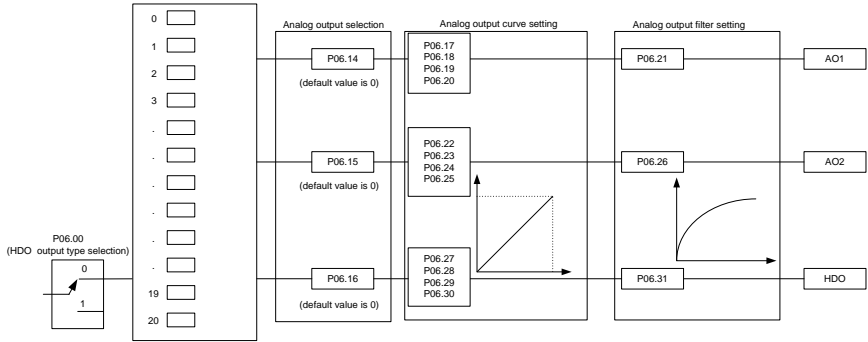 Analog output selection
Analog output curve setting
Analog output filter setting
0
1
2
3
.
.
.
.
.
.
19
20
P06.00
(HDO output type selection)
0
1
P06.14
(default value is 0)
P06.17
P06.18
P06.19
P06.20
P06.21
AO1
P06.15
(default value is 0)
P06.22
P06.23
P06.24
P06.25
P06.26
AO2
P06.16
(default value is 0)
P06.27
P06.28
P06.29
P06.30
P06.31
HDO